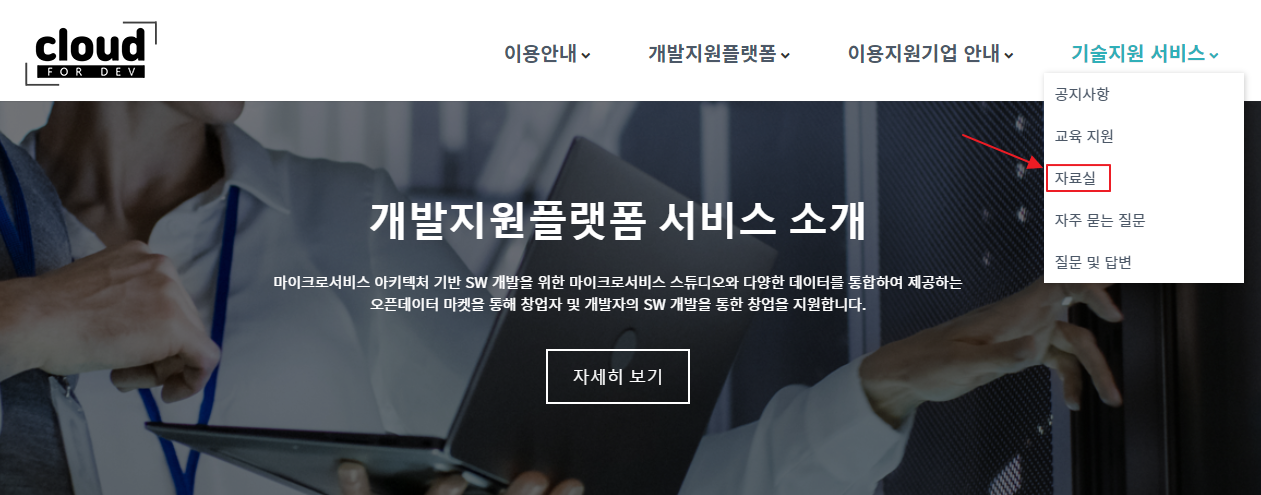 cloud
FOR DEV
이용안내
개발지원플랫폼
이용지원기업 안내
기술지원 서비스
공지사항
교육 지원
자료실
자주 묻는 질문
질문 및 답변
개발지원플랫폼 서비스 소개
마이크로서비스 아키텍처 기반 SW 개발을 위한 마이크로서비스 스튜디오와 다양한 데이터를 통합하여 제공하는
오픈데이터 마켓을 통해 창업자 및 개발자의 SW 개발을 통한 창업을 지원합니다.
자세히 보기